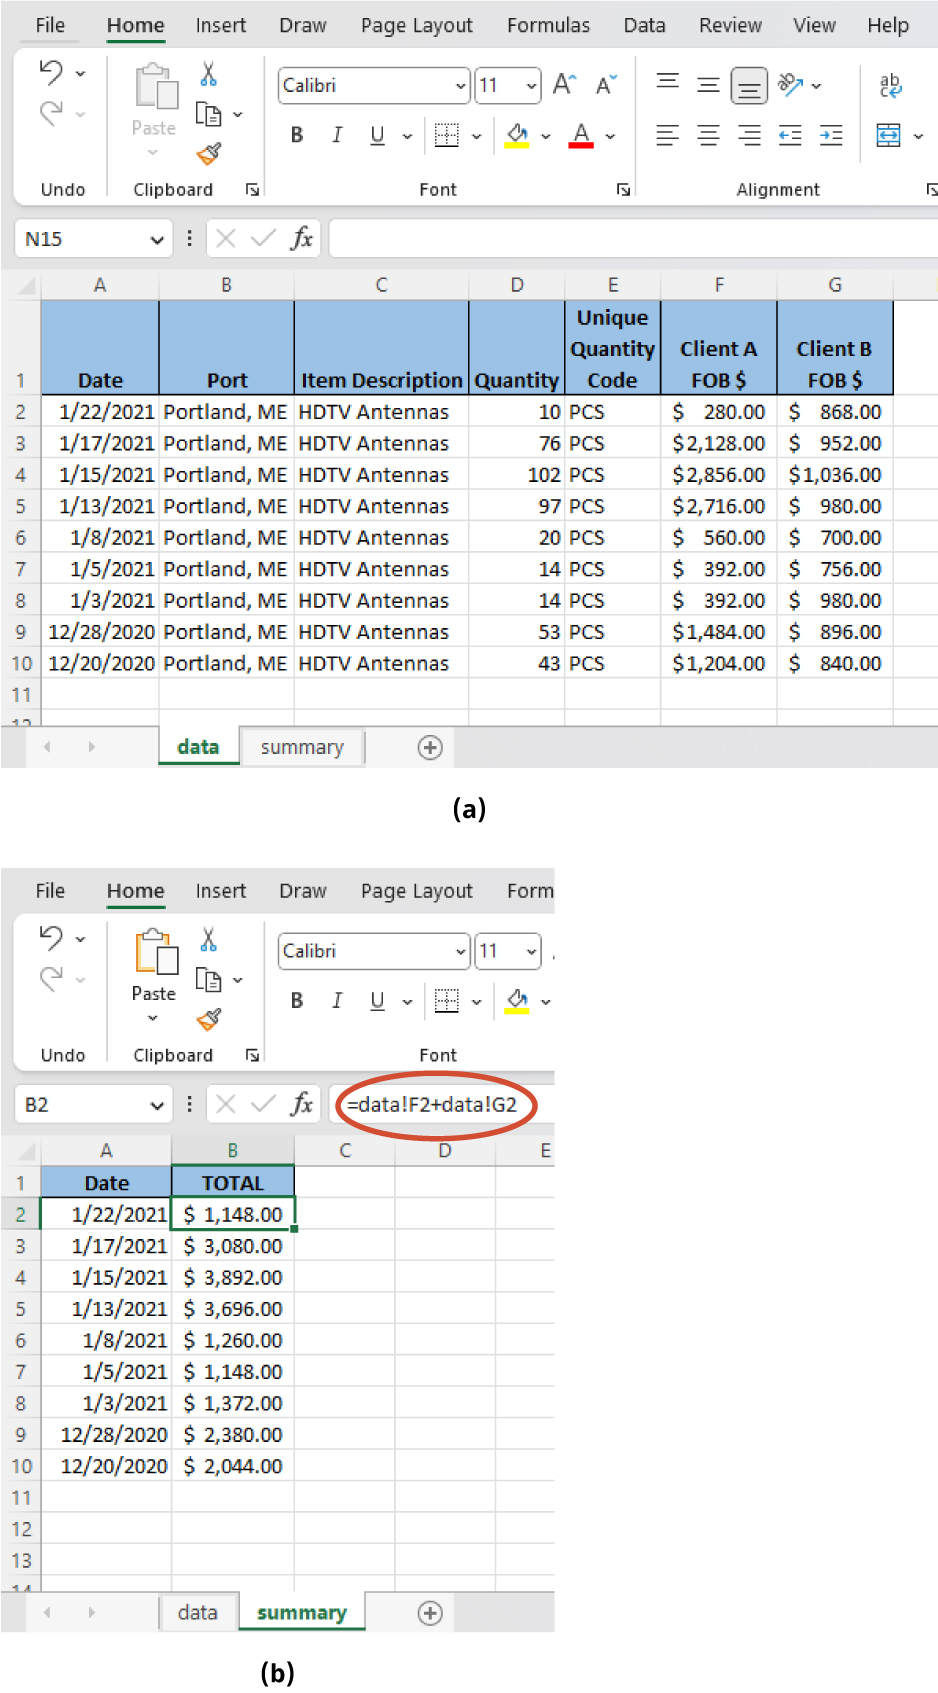 File Home Insert Draw Page Layout Formulas Data Review View Help
Calibri 11 A A ab
Paste B I U A
Undo Clipboard Font Alignment
N15 fx
A B C D E F G
1 Date Port Item Description Quantity Unique Quantity Code Client A FOB $ Client B FOB $
2 1/22/2021 Portland, ME HDTV Antennas 10 PCS $ 280.00 $ 868.00
3 1/17/2021 Portland, ME HDTV Antennas 76 PCS $2,128.00 $ 952.00
4 1/15/2021 Portland, ME HDTV Antennas 102 PCS $2,856.00 $1,036.00
5 1/13/2021 Portland, ME HDTV Antennas 97 PCS $2,716.00 $ 980.00
6 1/8/2021 Portland, ME HDTV Antennas 20 PCS $ 560.00 $ 700.00
7 1/5/2021 Portland, ME HDTV Antennas 14 PCS $ 392.00 $ 756.00
8 1/3/2021 Portland, ME HDTV Antennas 14 PCS $ 392.00 $ 980.00
9 12/28/2020 Portland, ME HDTV Antennas 53 PCS $1,484.00 $ 896.00
10 12/20/2020 Portland, ME HDTV Antennas 43 PCS $1,204.00 $ 840.00
11
12
data summary
(a)
File Home Insert Draw Page Layout Form
Calibri 11
Paste B I U
Undo Clipboard Font
B2 fx =data!F2+data!G2
A B C D E
1 Date TOTAL
2 1/22/2021 $ 1,148.00
3 1/17/2021 $ 3,080.00
4 1/15/2021 $ 3,892.00
5 1/13/2021 $ 3,696.00
6 1/8/2021 $ 1,260.00
7 1/5/2021 $ 1,148.00
8 1/3/2021 $ 1,372.00
9 12/28/2020 $ 2,380.00
10 12/20/2020 $ 2,044.00
11
12
13
14
data summary
(b)